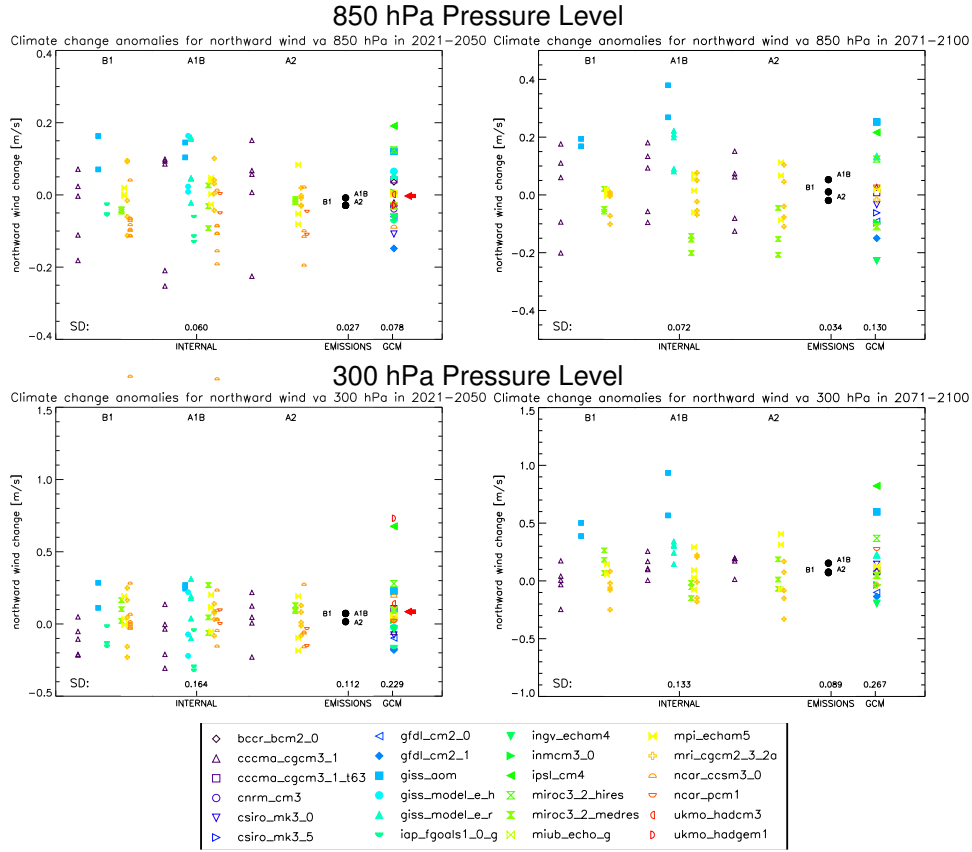 850 hPa Pressure Level
Climate change anomalies for northward wind va 850 hPa in 2021-2050
Climate change anomalies for northward wind va 850 hPa in 2071-2100
B1 A1B A2
B1 A1B A2
northward wind change [m/s]
0.4
0.2
0.0
-0.2
-0.4
A1B
B1
A2
SD: 0.060 0.027 0.078
INTERNAL EMISSIONS GCM
northward wind change [m/s]
0.4
0.2
0.0
-0.2
-0.4
A1B
B1
A2
SD: 0.072 0.034 0.130
INTERNAL EMISSIONS GCM
300 hPa Pressure Level
Climate change anomalies for northward wind va 300 hPa in 2021-2050
Climate change anomalies for northward wind va 300 hPa in 2071-2100
B1 A1B A2
B1 A1B A2
northward wind change [m/s]
1.5
1.0
0.5
0.0
-0.5
B1 A1B
A2
SD: 0.164 0.112 0.229
INTERNAL EMISSIONS GCM
northward wind change [m/s]
1.5
1.0
0.5
0.0
-0.5
-1.0
A1B
B1 A2
SD: 0.133 0.089 0.267
INTERNAL EMISSIONS GCM
bccr_bcm2_0
cccma_cgcm3_1
cccma_cgcm3_1_t63
cnrm_cm3
csiro_mk3_0
csiro_mk3_5
gfdl_cm2_0
gfdl_cm2_1
giss_aom
giss_model_e_h
giss_model_e_r
iap_fgoals1_0_g
ingv_echam4
inmcm3_0
ipsl_cm4
miroc3_2_hires
miroc3_2_medres
miub_echo_g
mpi_echam5
mri_cgcm2_3_2a
ncar_ccsm3_0
ncar_pcm1
ukmo_hadcm3
ukmo_hadgem1